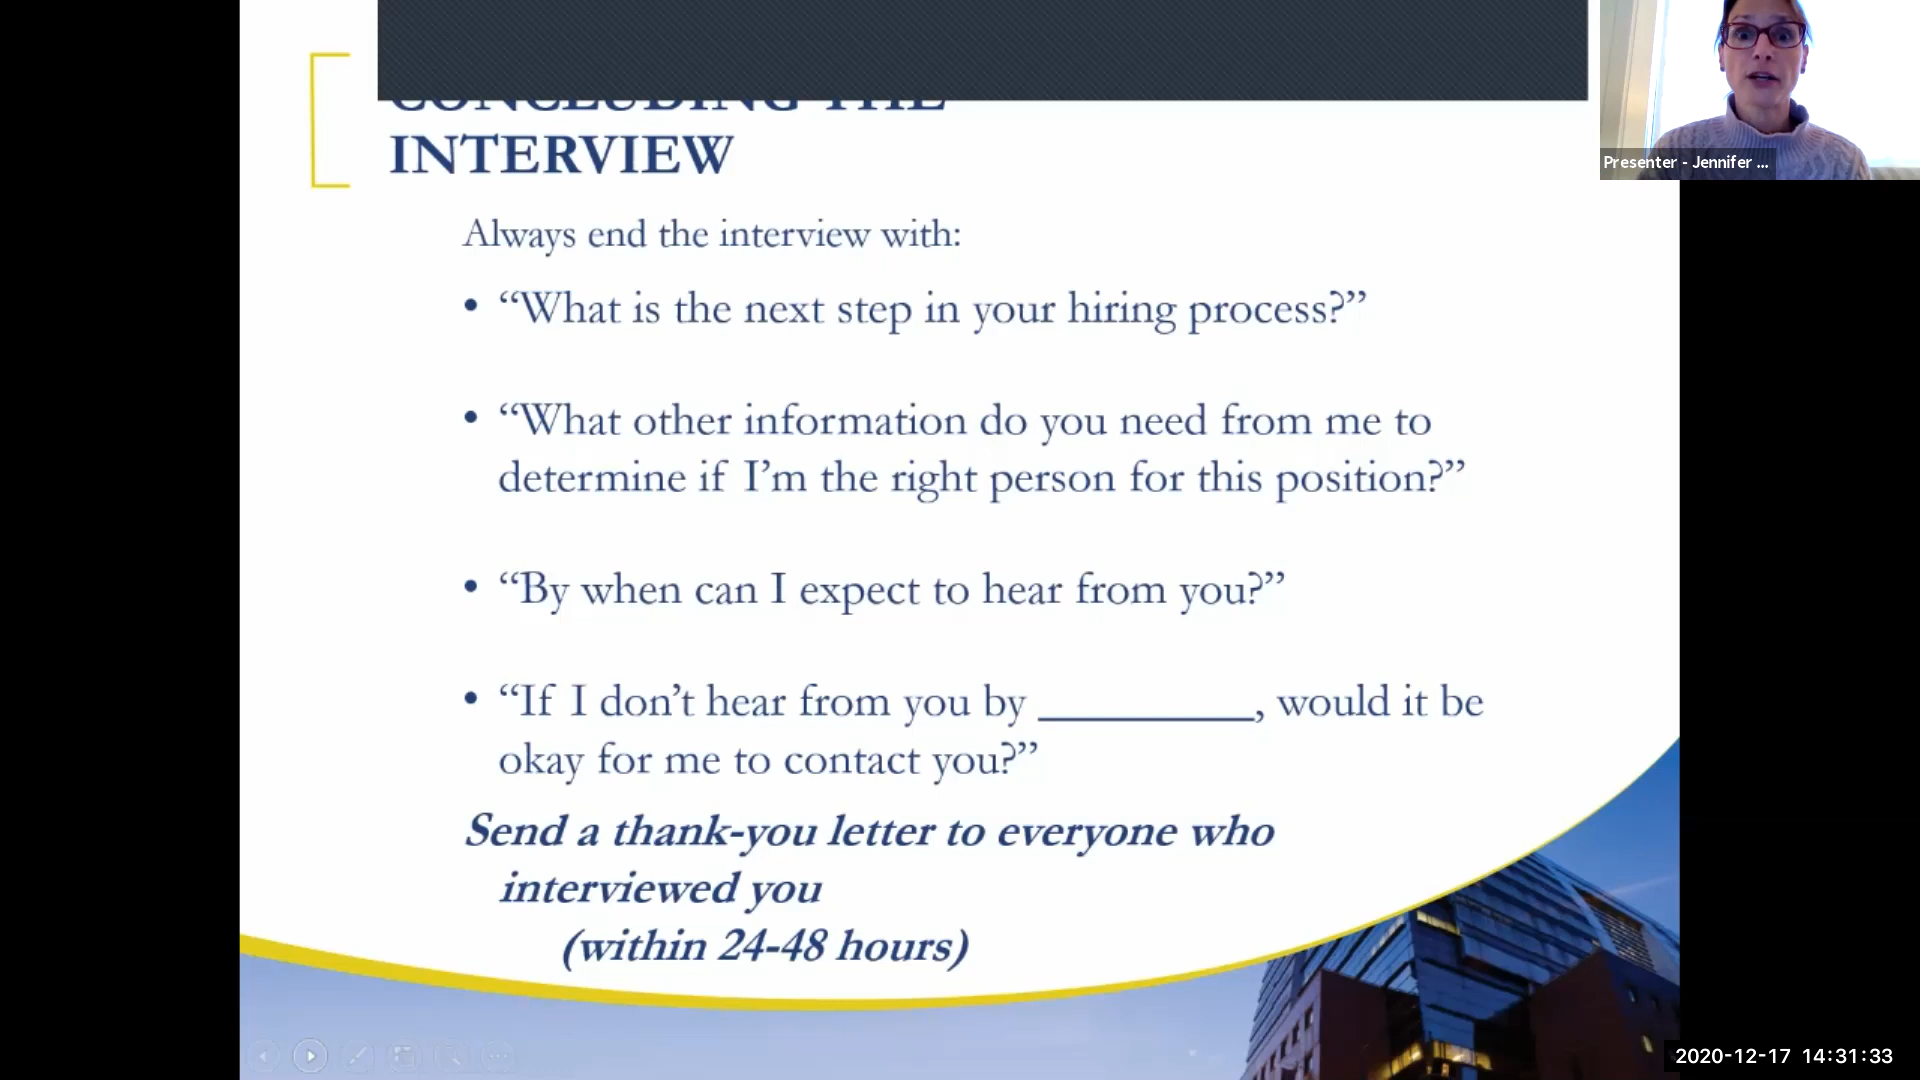 CONCLUDING THE
INTERVIEW
Always end the interview with:
• “What is the next step in your hiring process?”
• “What other information do you need from me to
determine if I’m the right person for this position?”
• “By when can I expect to hear from you?”
• “If I don’t hear from you by __________, would it be
okay for me to contact you?”
Send a thank-you letter to everyone who
interviewed you
(within 24-48 hours)
Presenter - Jennifer ...
2020-12-17 14:31:33